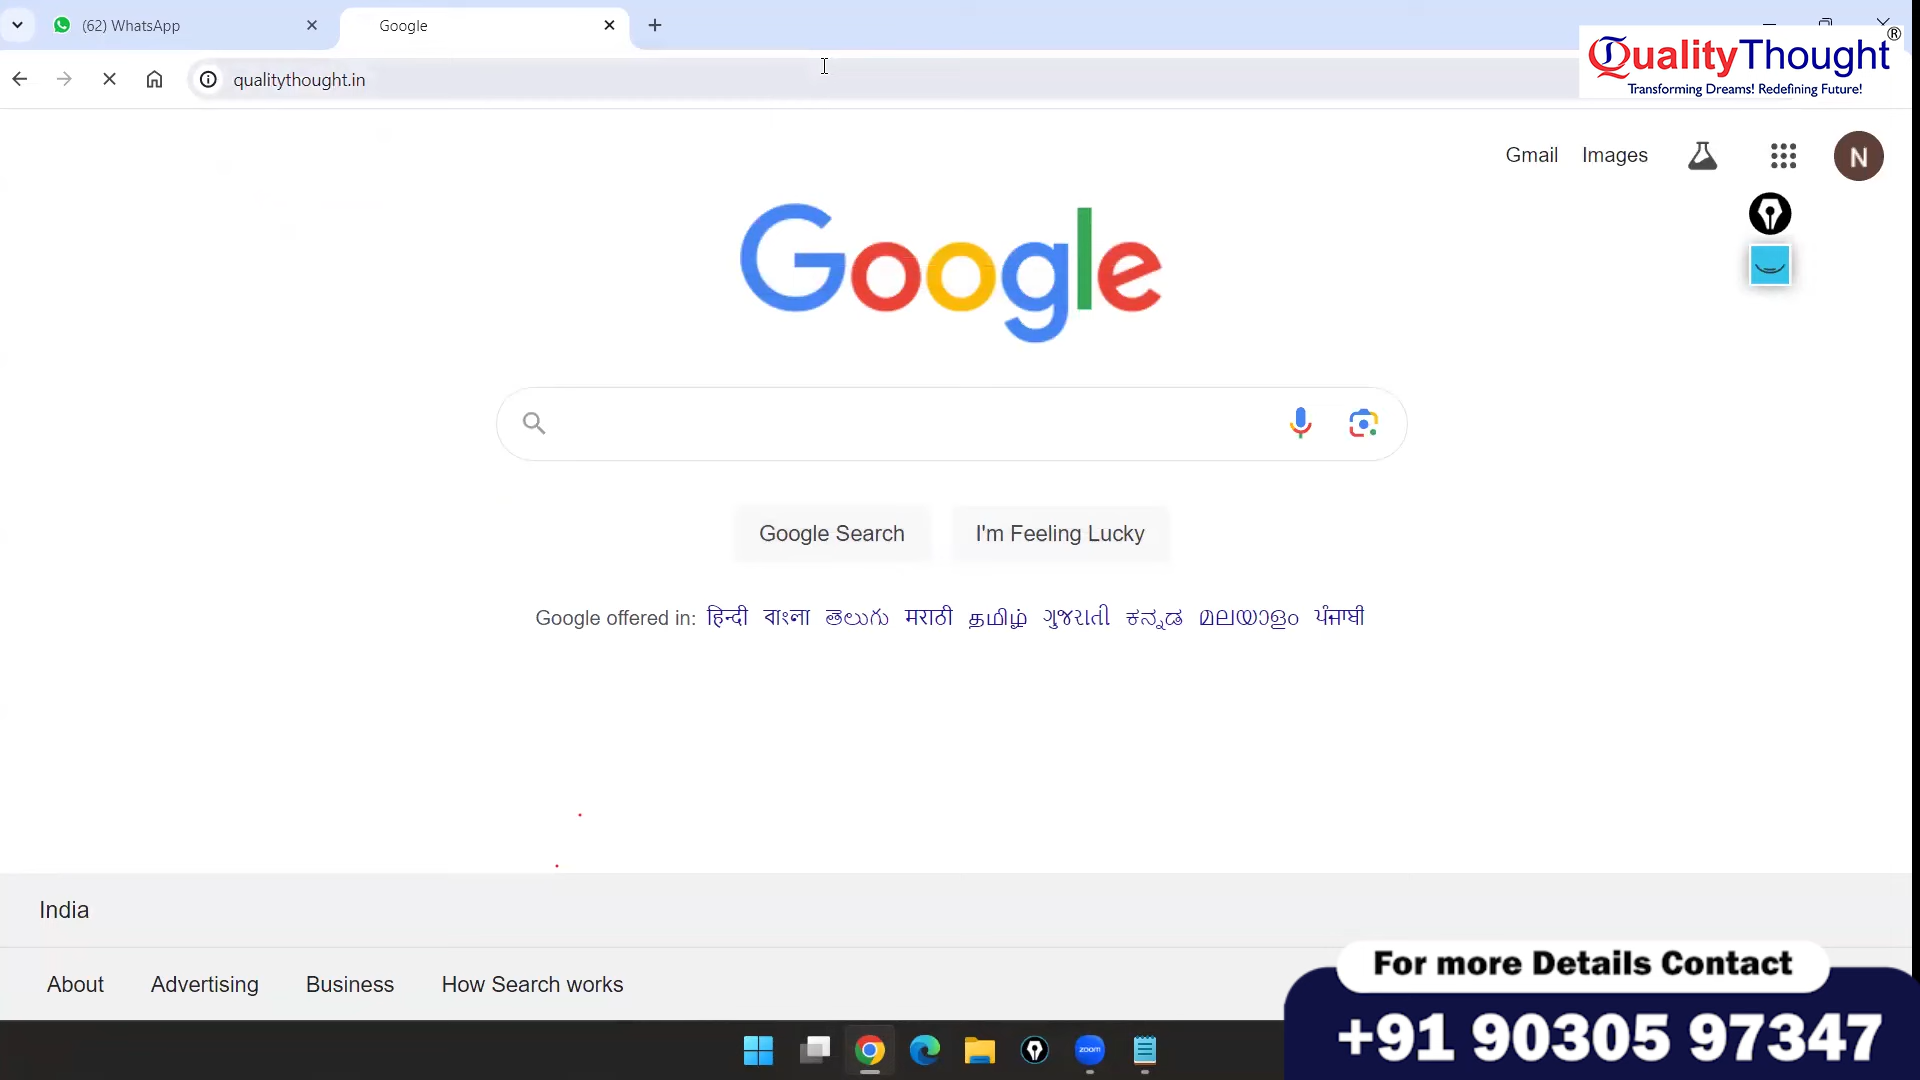 (62) WhatsApp
Google
qualitythought.in
QualityThought®
Transforming Dreams! Redefining Future!
Gmail Images
N
Google
Google Search I'm Feeling Lucky
Google offered in: हिन्दी বাংলা తెలుగు मराठी தமிழ் ગુજરાતી ಕನ್ನಡ മലയാളം ਪੰਜਾਬੀ
India
About Advertising Business How Search works
For more Details Contact
+91 90305 97347
zoom